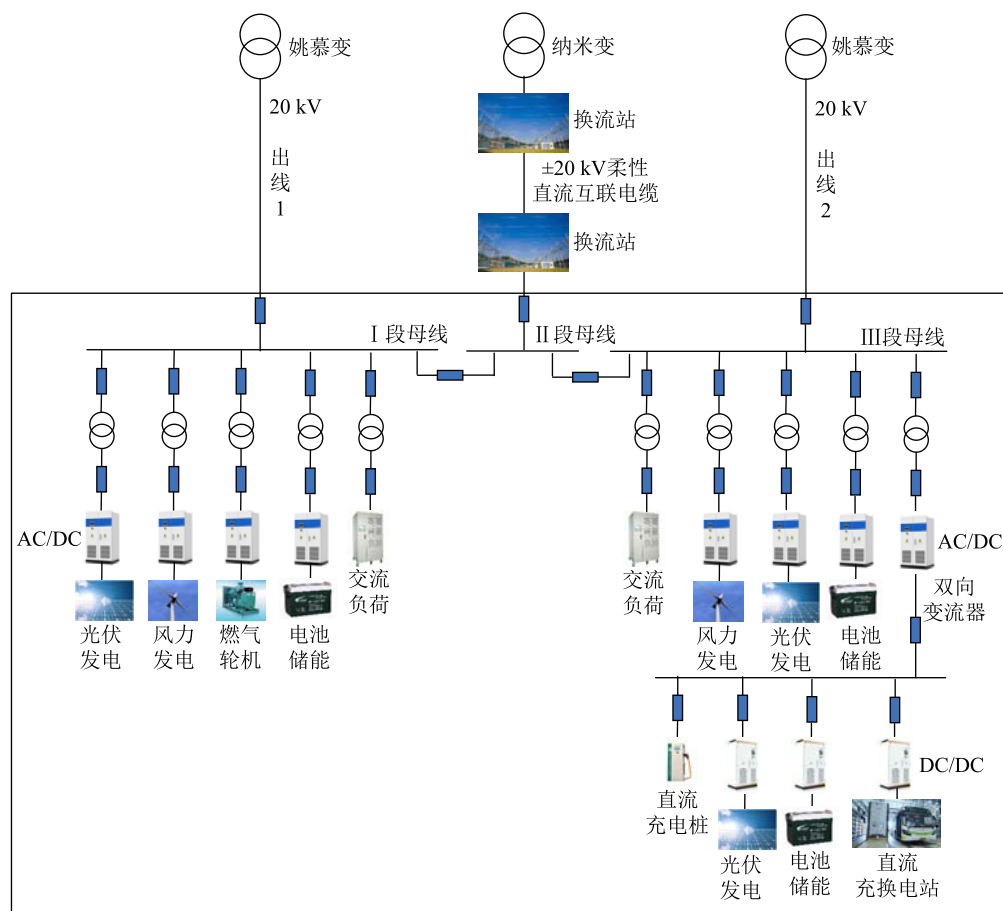 姚慕变
纳米变
姚慕变
20 kV
换流站
20 kV
出
线
1
±20 kV柔性
直流互联电缆
出
线
2
换流站
Ⅰ段母线
Ⅱ段母线
Ⅲ段母线
AC/DC
AC/DC
光伏
发电
风力
发电
燃气
轮机
电池
储能
交流
负荷
交流
负荷
风力
发电
光伏
发电
电池
储能
双向
变流器
DC/DC
直流
充电桩
光伏
发电
电池
储能
直流
充换电站